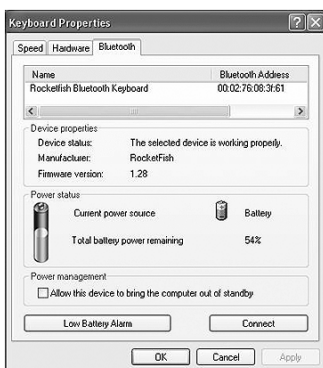 Keyboard Properties
Speed Hardware Bluetooth
Name Bluetooth Address
Rocketfish Bluetooth Keyboard 00:02:76:08:3f:61
Device properties
Device status: The selected device is working properly.
Manufacturer: RocketFish
Firmware version: 1.28
Power status
Current power source Battery
Total battery power remaining 54%
Power management
Allow this device to bring the computer out of standby
Low Battery Alarm Connect
OK Cancel Apply